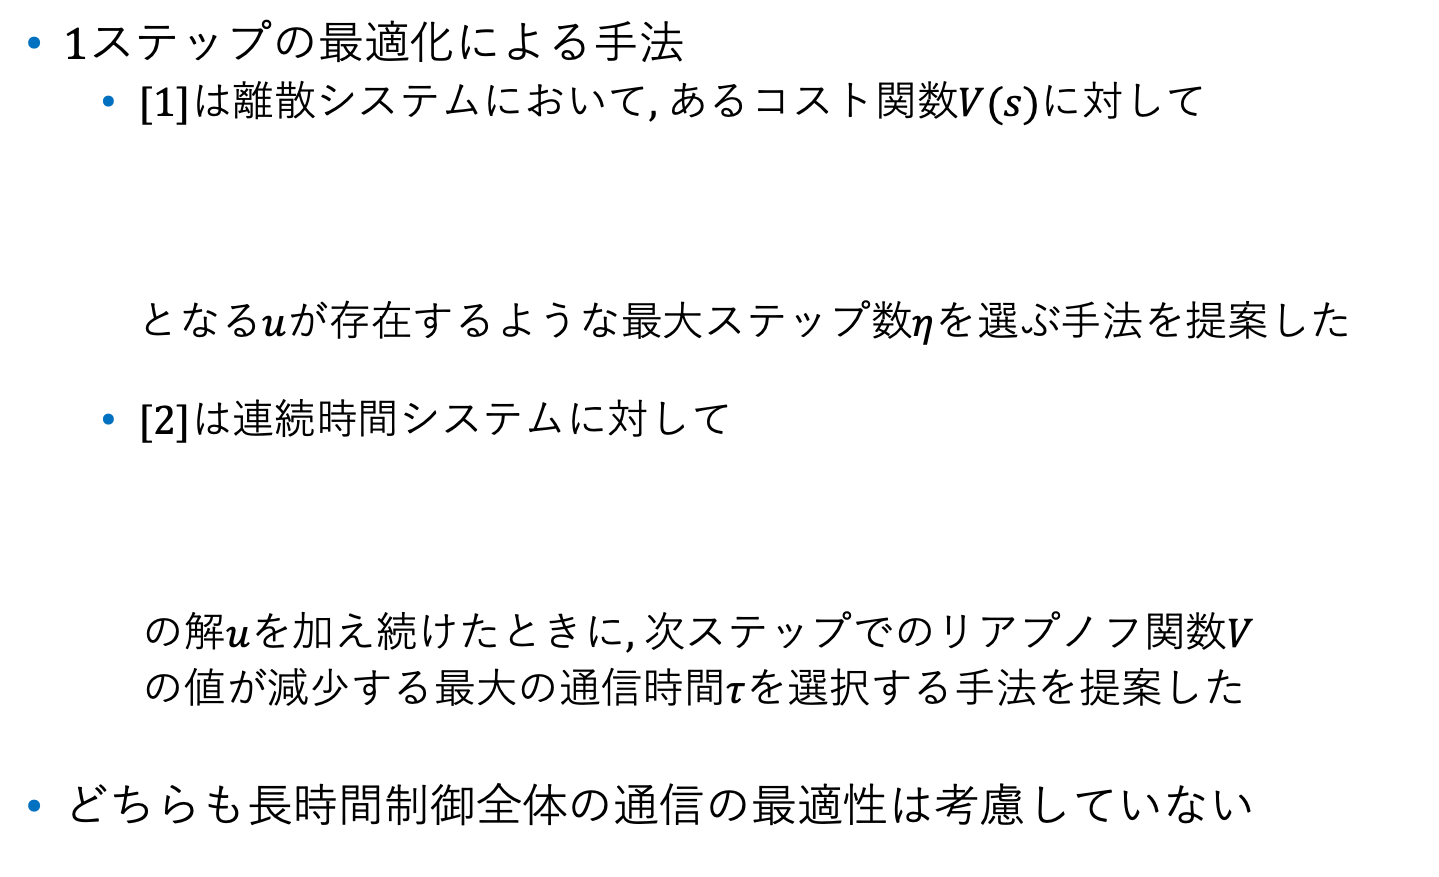 • 1ステップの最適化による手法
• [1]は離散システムにおいて, あるコスト関数V(s)に対して
となるuが存在するような最大ステップ数ηを選ぶ手法を提案した
• [2]は連続時間システムに対して
の解uを加え続けたときに, 次ステップでのリアプノフ関数V
の値が減少する最大の通信時間τを選択する手法を提案した
• どちらも長時間制御全体の通信の最適性は考慮していない